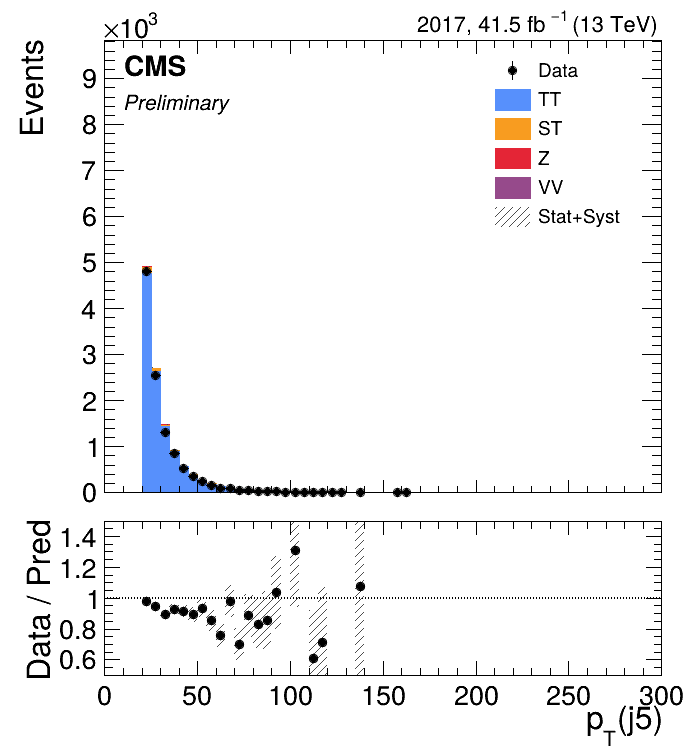 ×10³
2017, 41.5 fb⁻¹ (13 TeV)
CMS
Preliminary
Events
9
8
7
6
5
4
3
2
1
0
Data
TT
ST
Z
VV
Stat+Syst
Data / Pred
1.4
1.2
1
0.8
0.6
0 50 100 150 200 250 300
p_T(j5)